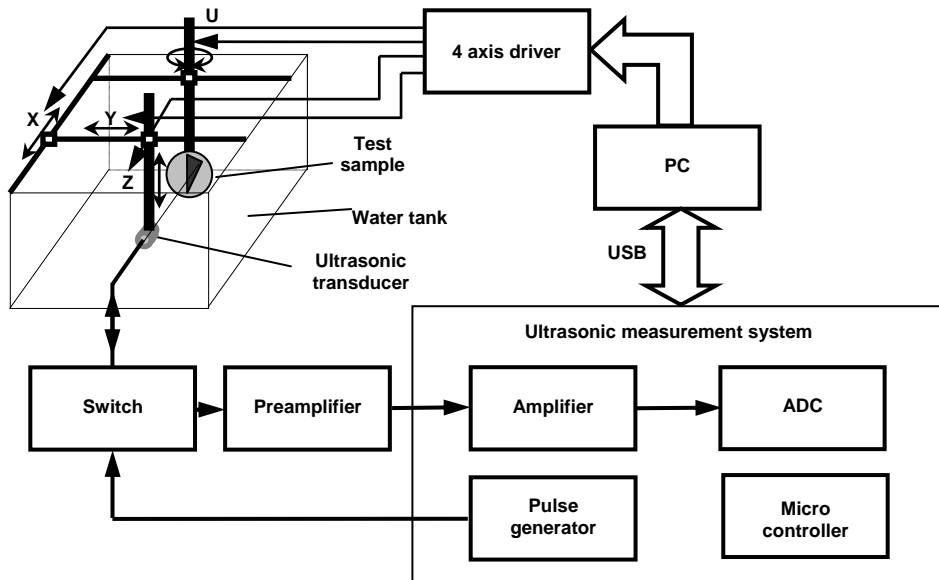 U
4 axis driver
X
Y
Z
Test
sample
PC
Water tank
USB
Ultrasonic
transducer
Ultrasonic measurement system
Switch
Preamplifier
Amplifier
ADC
Pulse
generator
Micro
controller